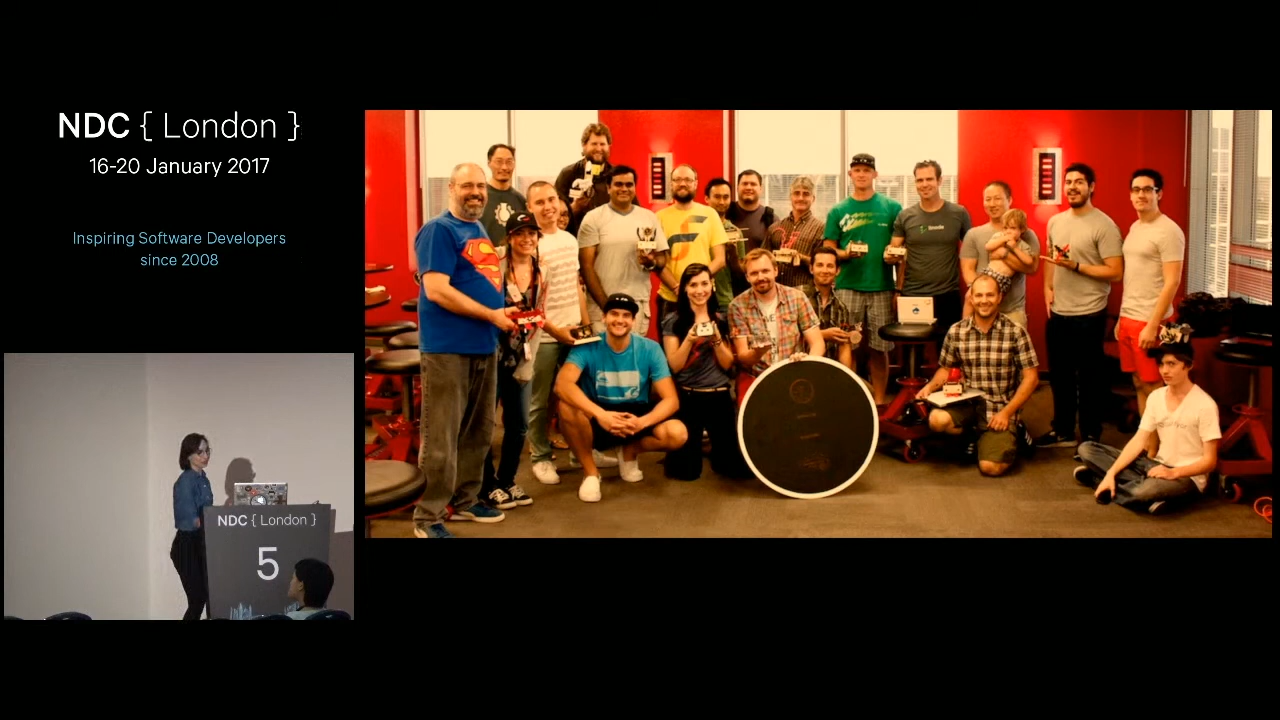 NDC { London }
16-20 January 2017
Inspiring Software Developers
since 2008
NDC { London }
5